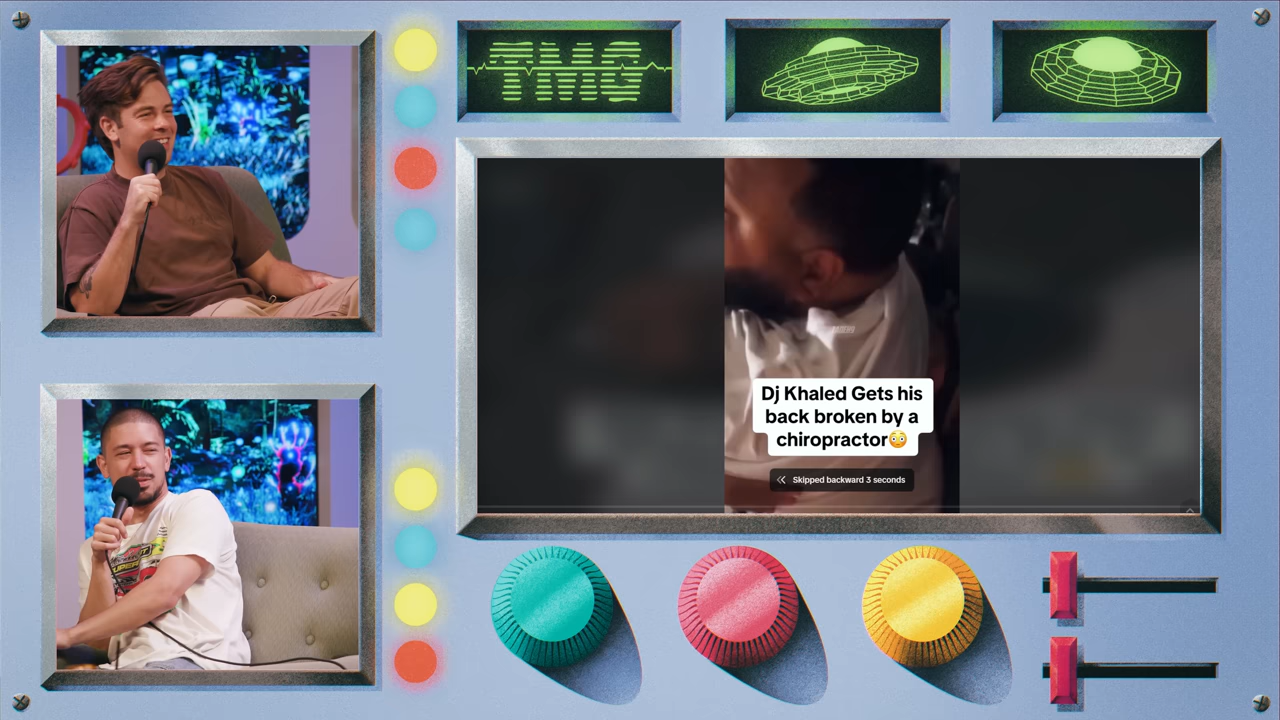 TMG
Dj Khaled Gets his
back broken by a
chiropractor😳
Skipped backward 3 seconds